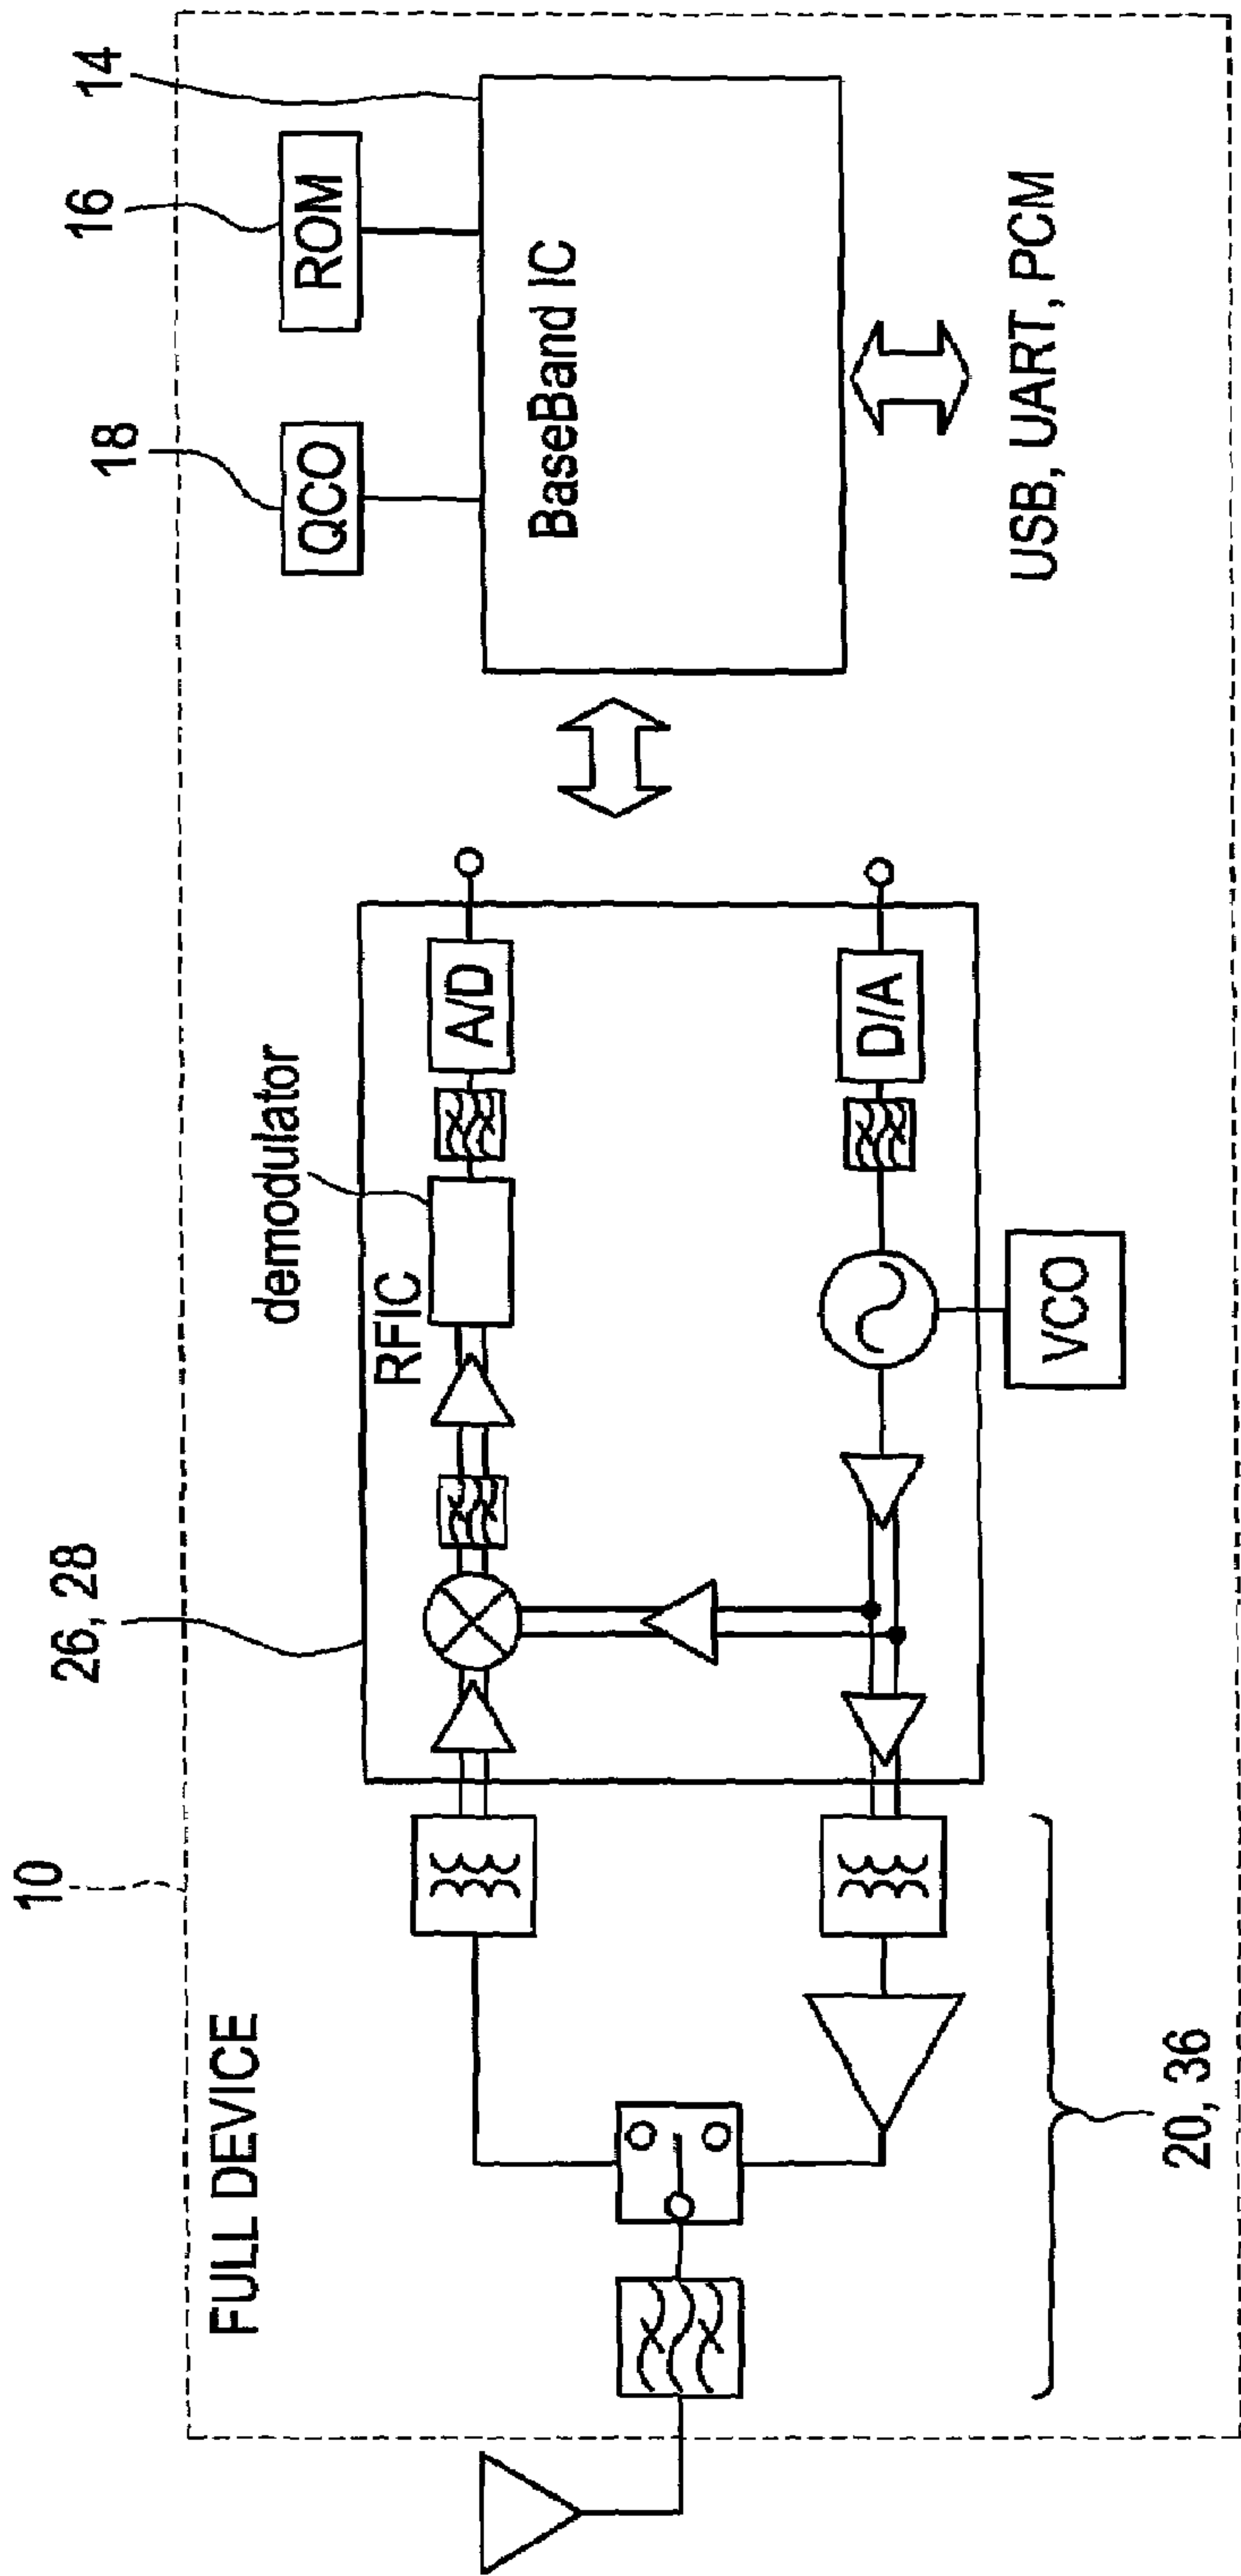 10
26, 28
18
16
14
FULL DEVICE
demodulator
QCO
ROM
RFIC
A/D
BaseBand IC
D/A
VCO
20, 36
USB, UART, PCM